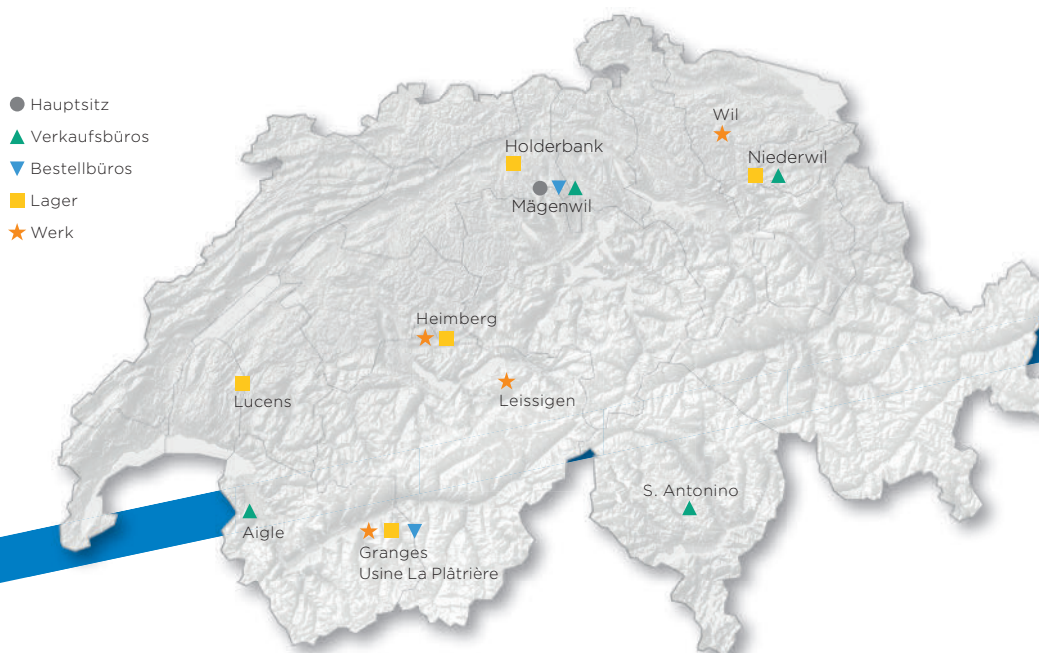 Hauptsitz
Verkaufsbüros
Bestellbüros
Lager
Werk
Wil
Holderbank
Niederwil
Mägenwil
Heimberg
Leissigen
Lucens
S. Antonino
Aigle
Granges
Usine La Plâtrière